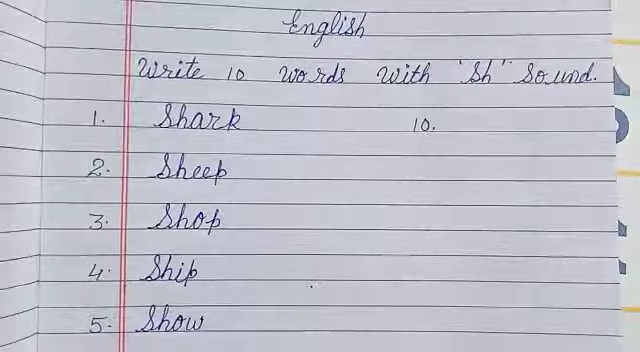 English
Write 10 words with "Sh" Sound.
1. Shark
10.
2. Sheep
3. Shop
4. Ship
5. Show